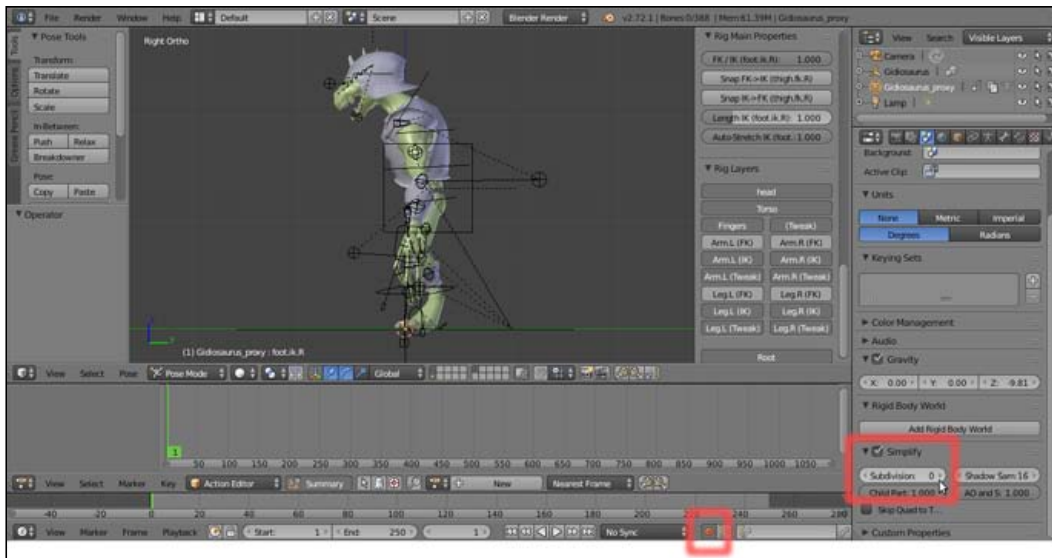 File Render Window Help Default Scene Blender Render v2.72.1 | Bones:0/388 | Mem:61.39M | Gidiosaurus_proxy
Tools
Options
Grease Pencil
Pose Tools
Transform:
Translate
Rotate
Scale
In-Between:
Push Relax
Breakdowner
Pose:
Copy Paste
Operator
Right Ortho
(1) Gidiosaurus_proxy : foot.ik.R
Rig Main Properties
FK / IK (foot.ik.R): 1.000
Snap FK->IK (thigh.fk.R)
Snap IK->FK (thigh.fk.R)
Length IK (foot.ik.R): 1.000
Auto-Stretch IK (foot.: 1.000
Rig Layers
head
Torso
Fingers (Tweak)
Arm.L (FK) Arm.R (FK)
Arm.L (IK) Arm.R (IK)
Arm.L (Tweak) Arm.R (Tweak)
Leg.L (FK) Leg.R (FK)
Leg.L (IK) Leg.R (IK)
Leg.L (Tweak) Leg.R (Tweak)
Root
View Search Visible Layers
Camera
Gidiosaurus
Gidiosaurus_proxy
Lamp
Background:
Active Clip:
Units
None Metric Imperial
Degrees Radians
Keying Sets
Color Management
Audio
Gravity
X: 0.00 Y: 0.00 Z: -9.81
Rigid Body World
Add Rigid Body World
Simplify
Subdivision: 0 Shadow Sam:16
Child Part: 1.000 AO and S: 1.000
Skip Quad to T...
Custom Properties
View Select Pose Pose Mode Global
1
50 100 150 200 250 300 350 400 450 500 550 600 650 700 750 800 850 900 950 1000 1050
View Select Marker Key Action Editor Summary New Nearest Frame
-40 -20 0 20 40 60 80 100 120 140 160 180 200 220 240 260 280
View Marker Frame Playback Start: 1 End: 250 1 No Sync